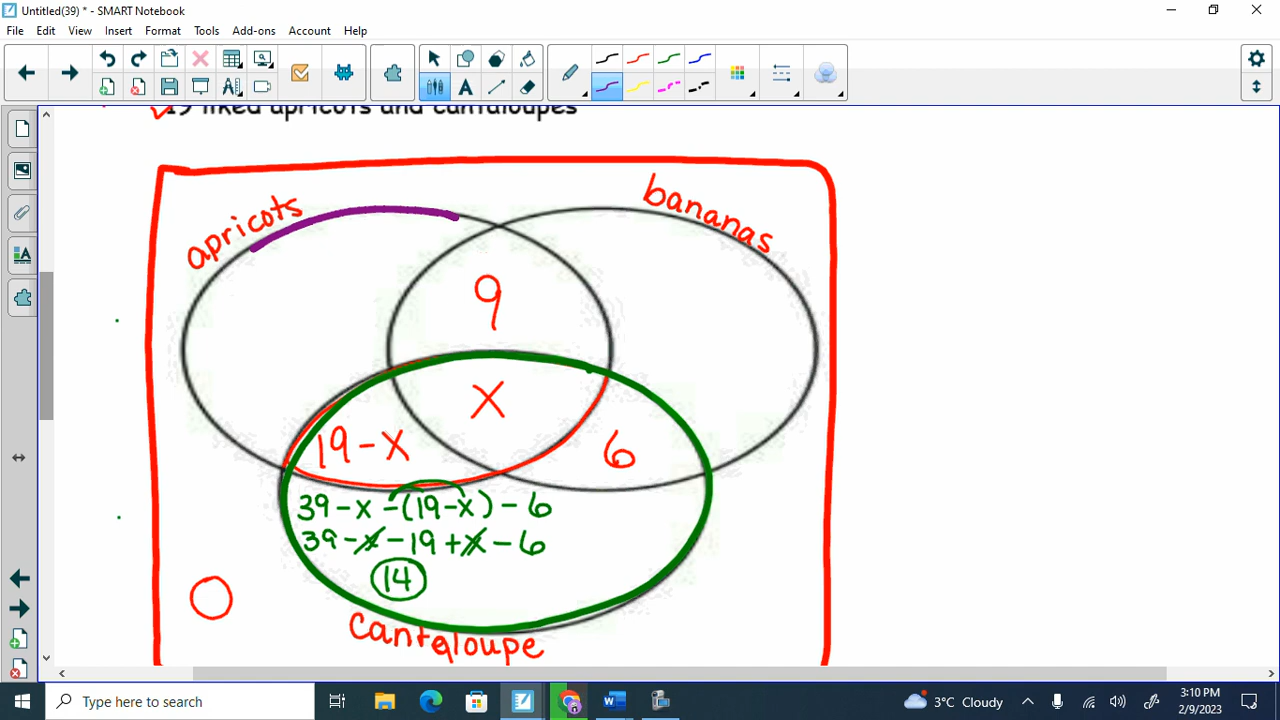 Untitled(39) * - SMART Notebook
File Edit View Insert Format Tools Add-ons Account Help
19 liked apricots and cantaloupes
apricots
bananas
9
x
19-x
6
39-x-(19-x)-6
39-x-19+x-6
14
Cantaloupe
Type here to search
3°C Cloudy
3:10 PM
2/9/2023